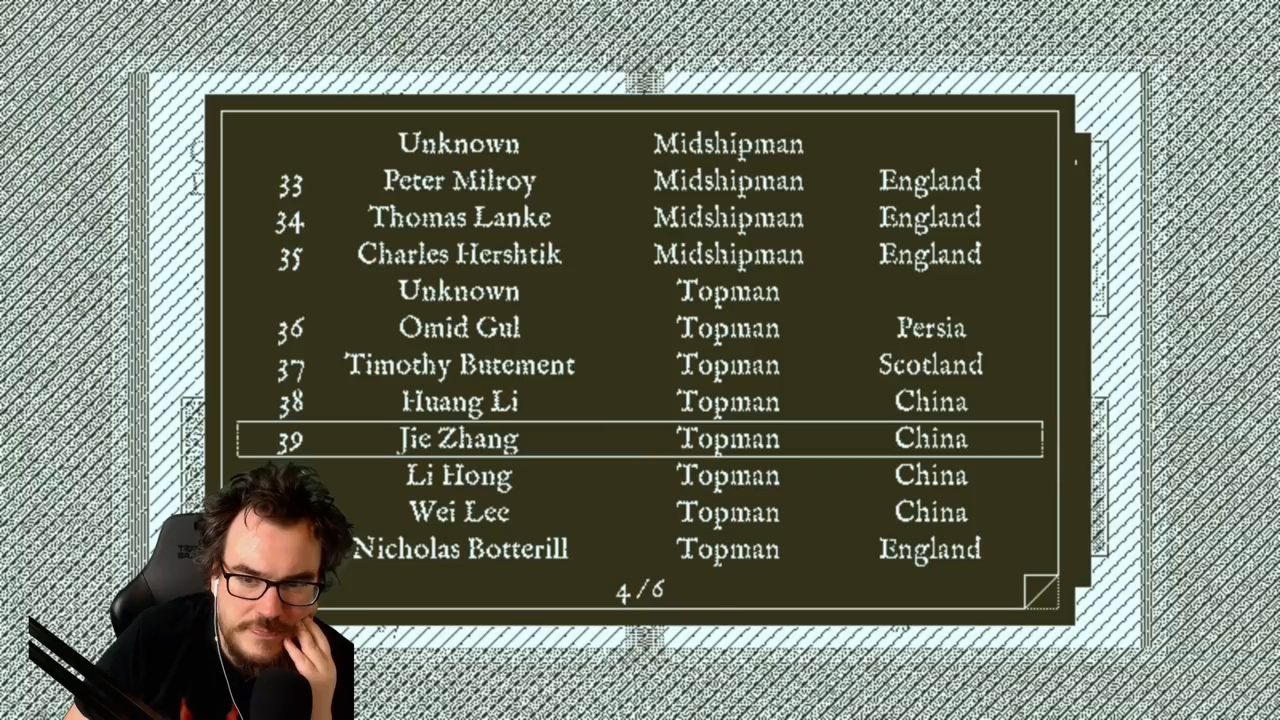 Unknown Midshipman
33 Peter Milroy Midshipman England
34 Thomas Lanke Midshipman England
35 Charles Hershtik Midshipman England
Unknown Topman
36 Omid Gul Topman Persia
37 Timothy Butement Topman Scotland
38 Huang Li Topman China
39 Jie Zhang Topman China
Li Hong Topman China
Wei Lee Topman China
Nicholas Botterill Topman England
4/6